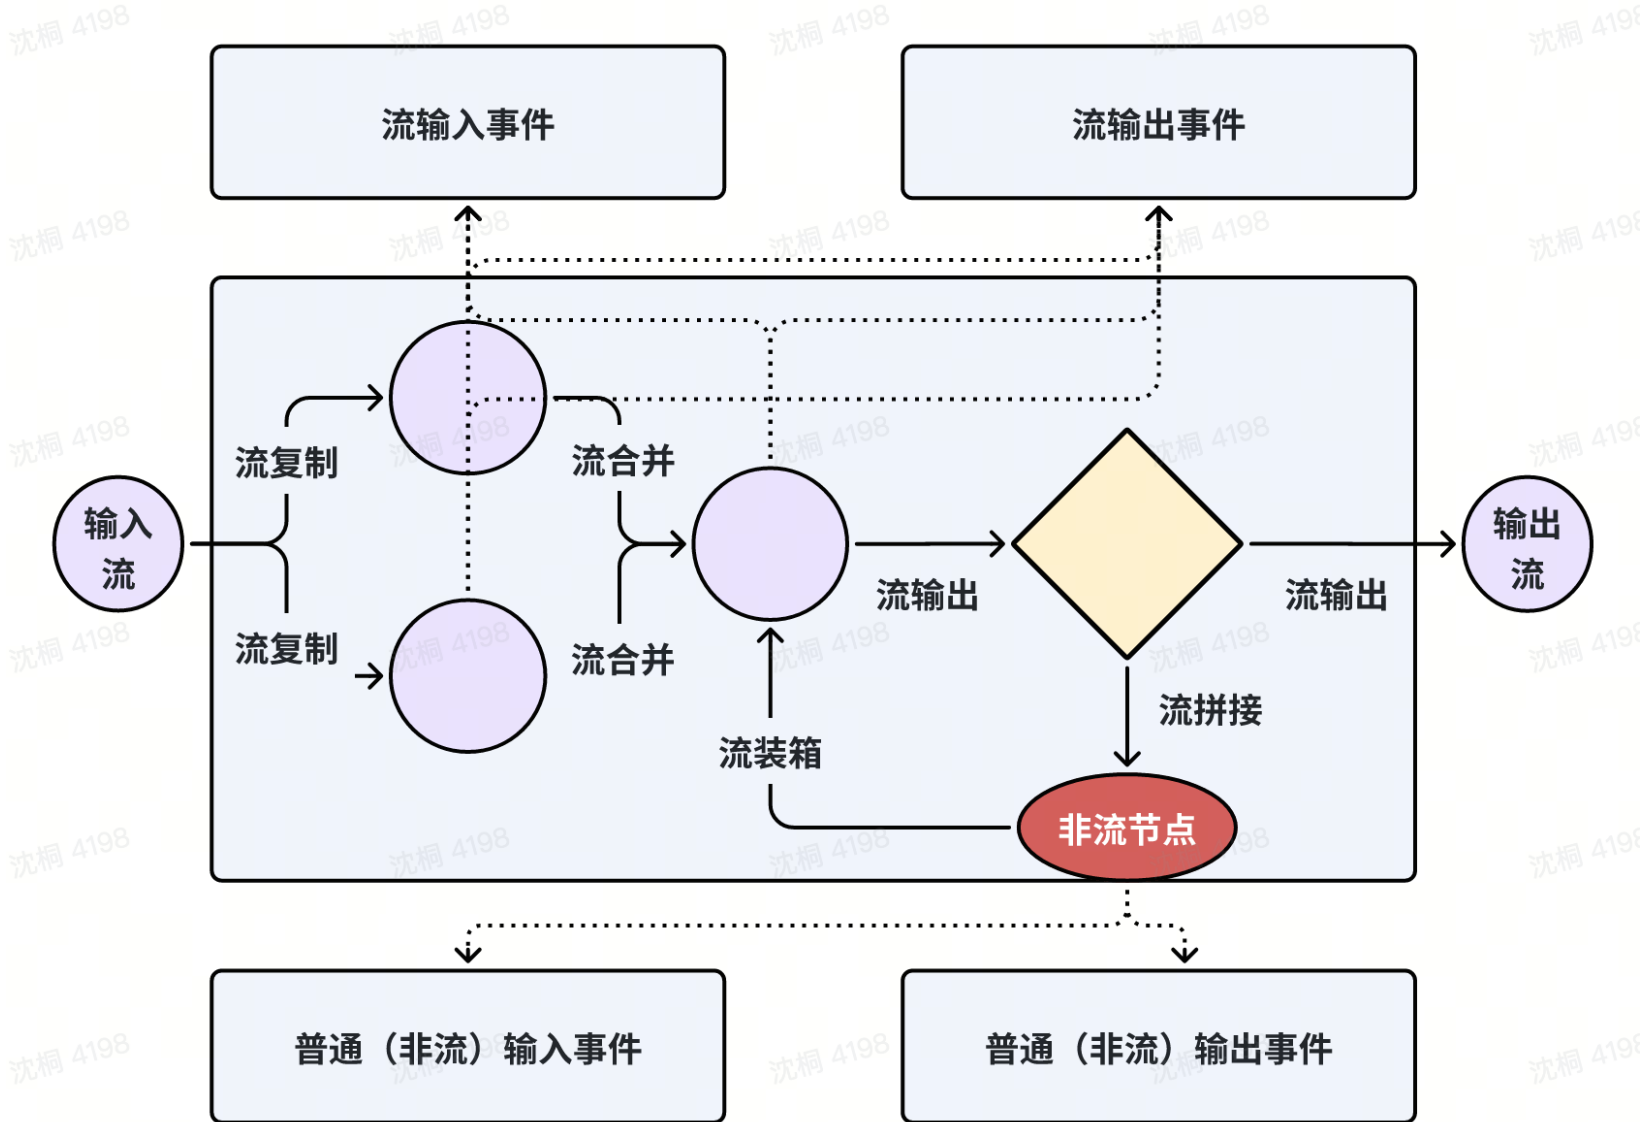 沈桐 4198
流输入事件
流输出事件
流复制
流合并
输入
流
输出
流
流输出
流输出
流复制
流合并
流拼接
流装箱
非流节点
普通（非流）输入事件
普通（非流）输出事件